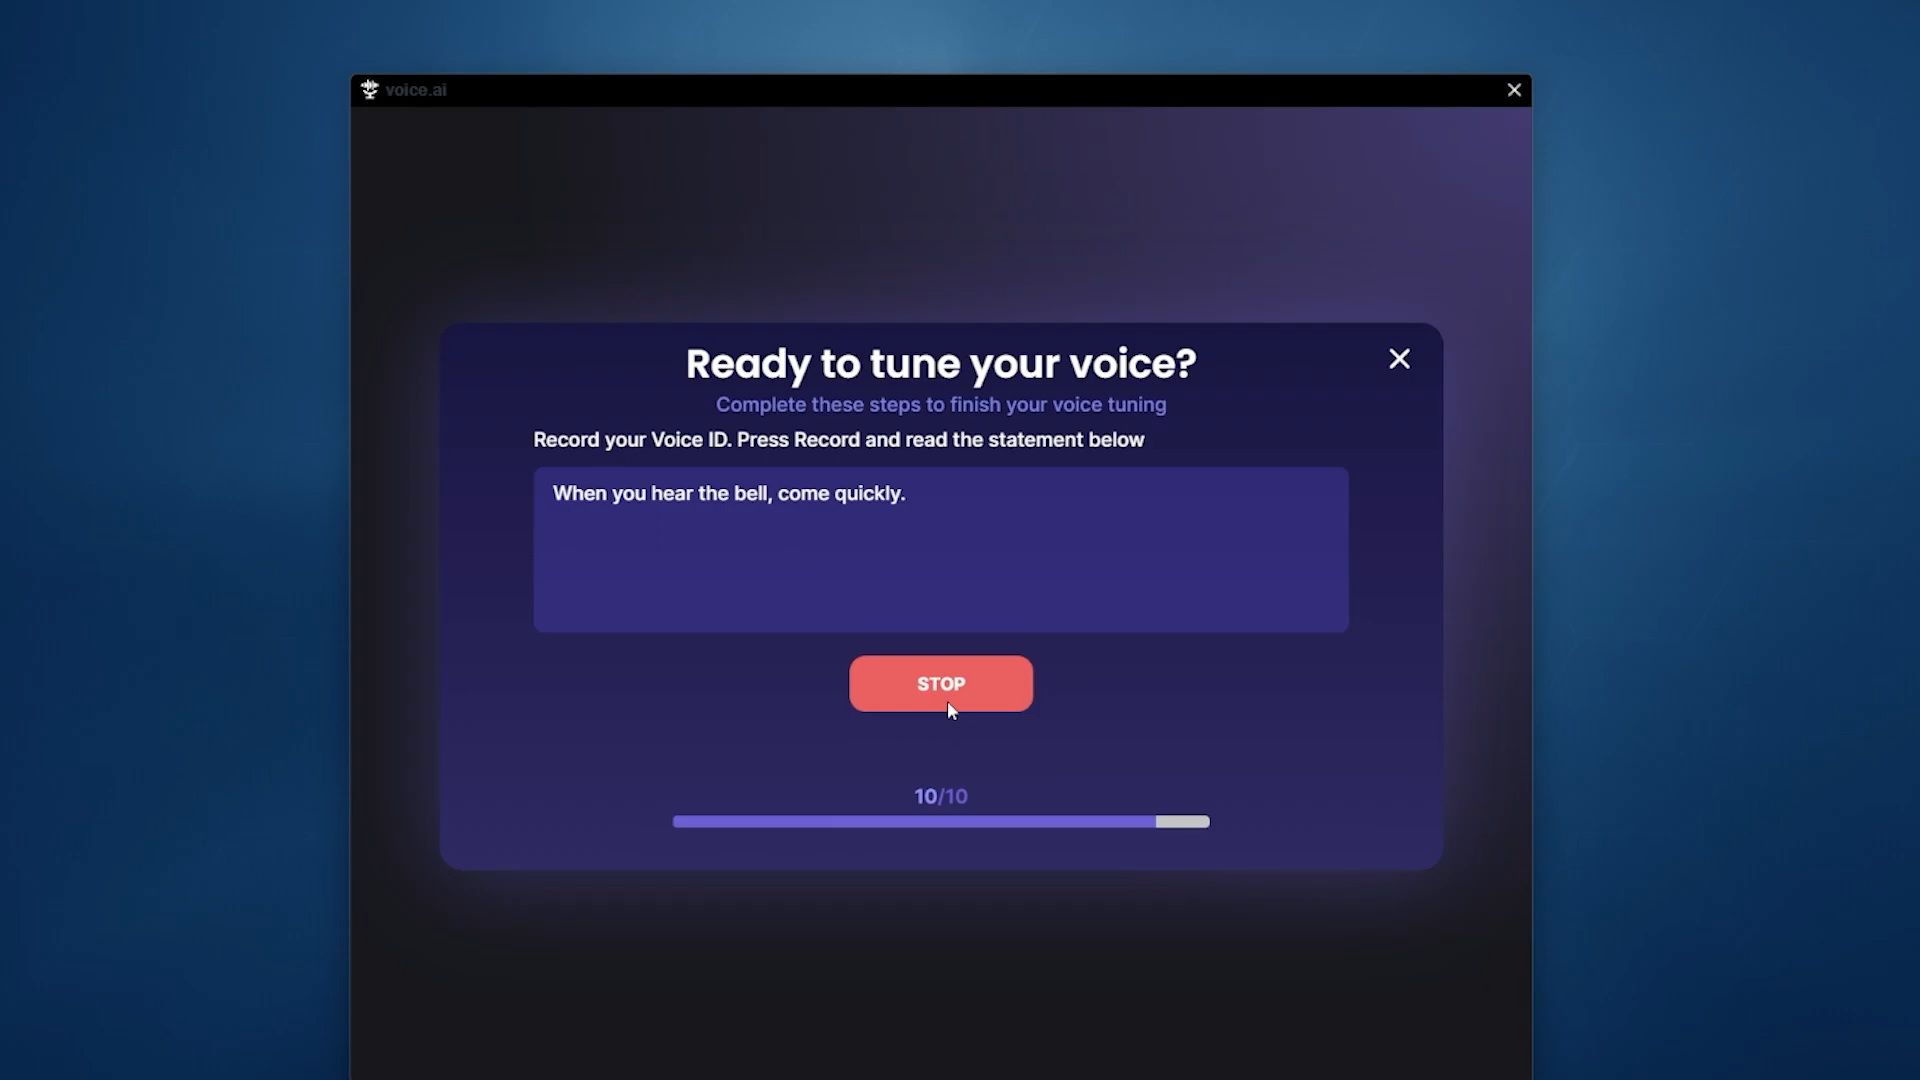 voice.ai
Ready to tune your voice?
Complete these steps to finish your voice tuning
Record your Voice ID. Press Record and read the statement below
When you hear the bell, come quickly.
STOP
10/10